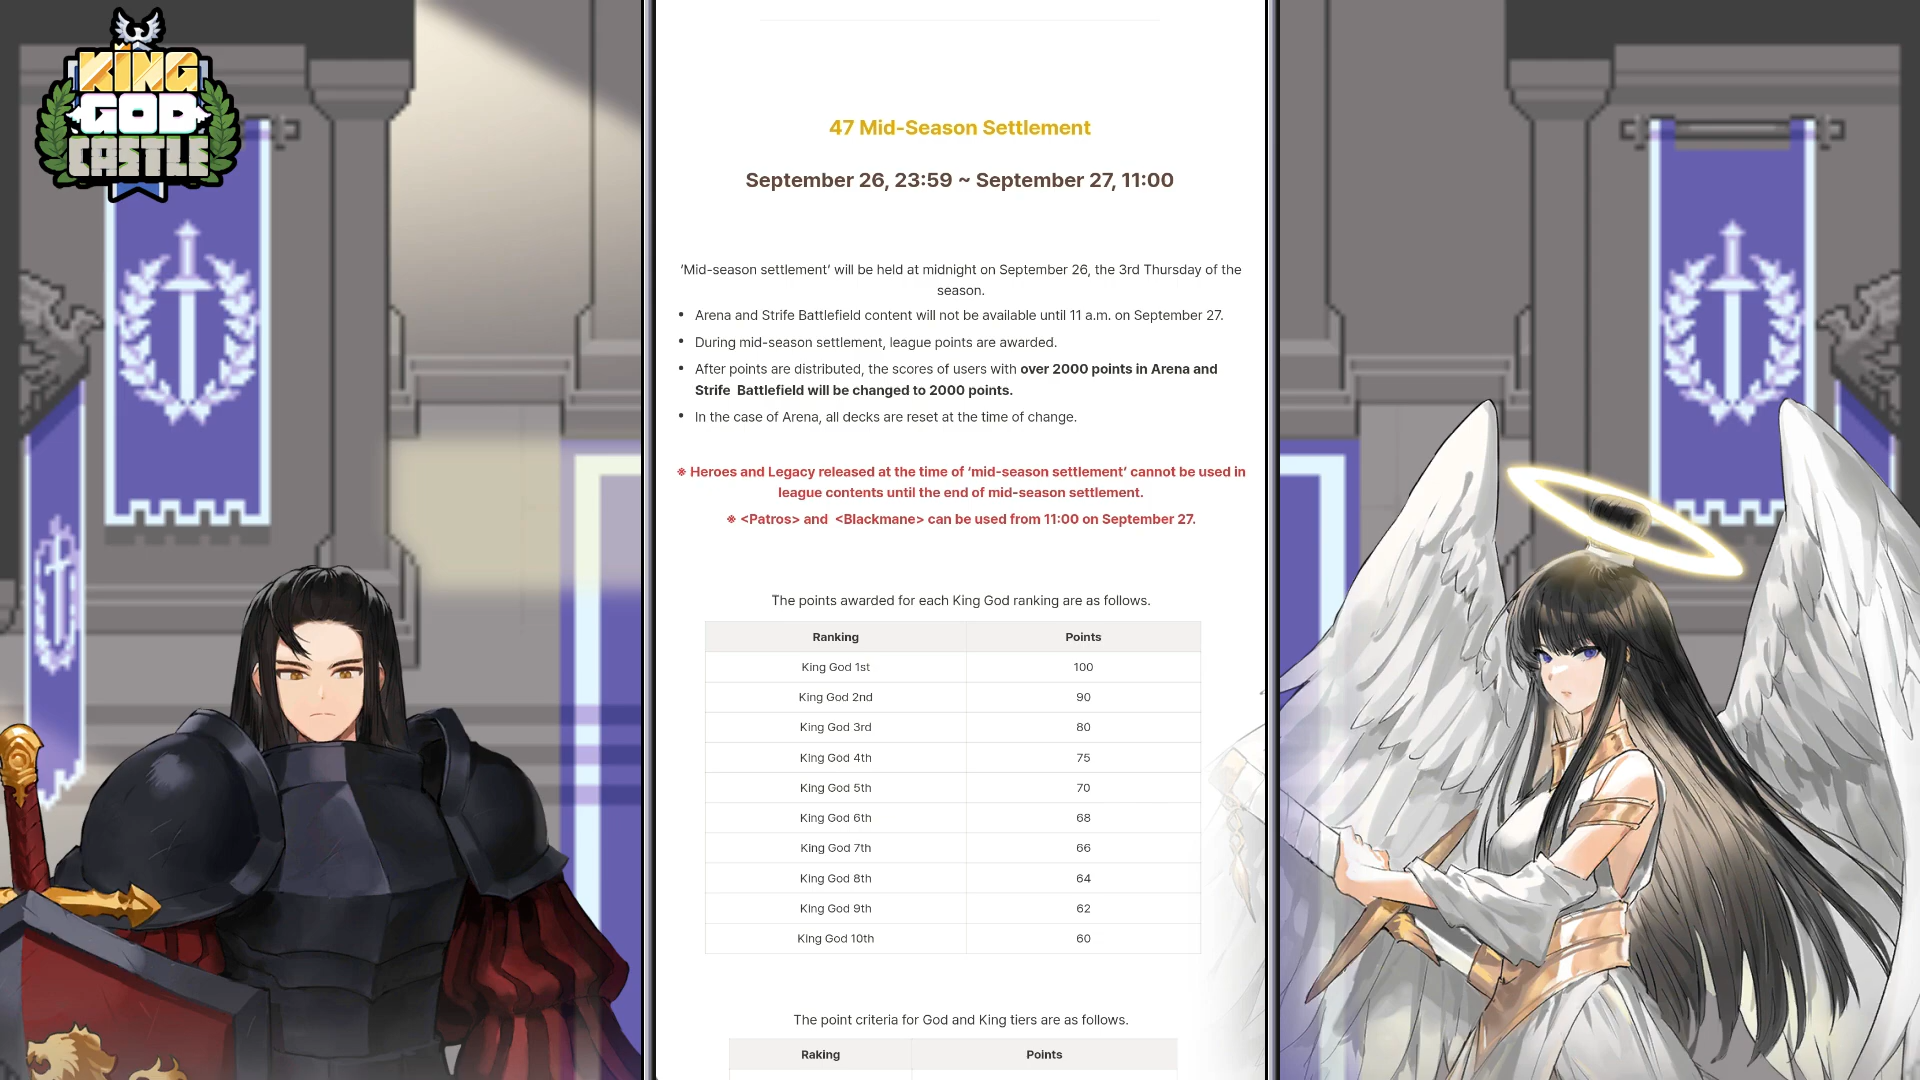 KING
GOD
CASTLE
47 Mid-Season Settlement
September 26, 23:59 ~ September 27, 11:00
‘Mid-season settlement’ will be held at midnight on September 26, the 3rd Thursday of the
season.
• Arena and Strife Battlefield content will not be available until 11 a.m. on September 27.
• During mid-season settlement, league points are awarded.
• After points are distributed, the scores of users with over 2000 points in Arena and
Strife Battlefield will be changed to 2000 points.
• In the case of Arena, all decks are reset at the time of change.
※ Heroes and Legacy released at the time of ‘mid-season settlement’ cannot be used in
league contents until the end of mid-season settlement.
※ <Patros> and <Blackmane> can be used from 11:00 on September 27.
The points awarded for each King God ranking are as follows.
Ranking Points
King God 1st 100
King God 2nd 90
King God 3rd 80
King God 4th 75
King God 5th 70
King God 6th 68
King God 7th 66
King God 8th 64
King God 9th 62
King God 10th 60
The point criteria for God and King tiers are as follows.
Raking Points